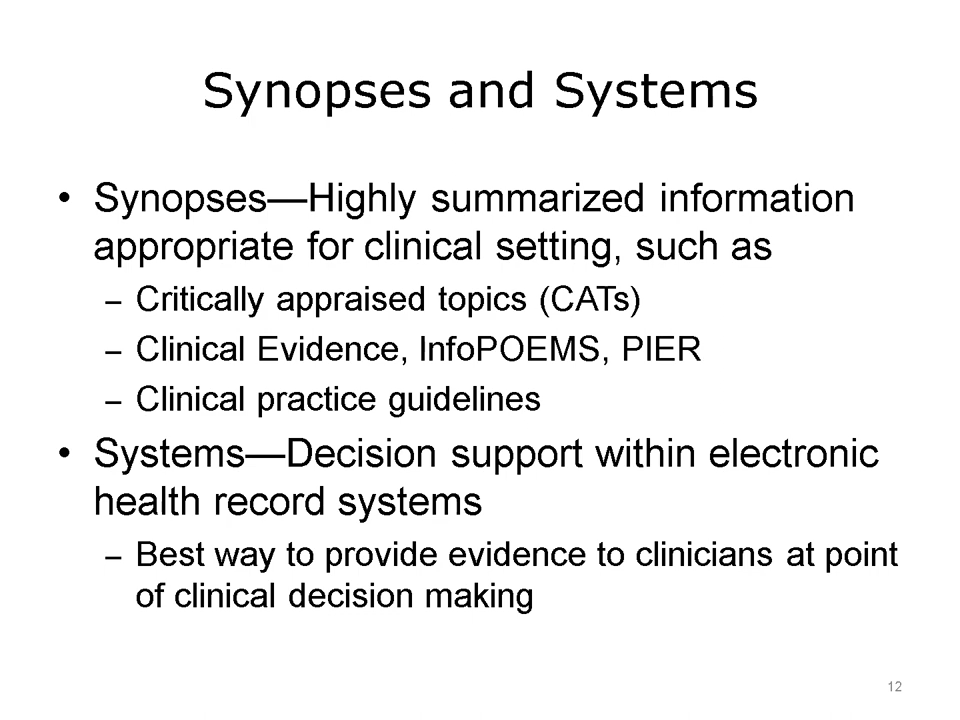 Synopses and Systems
• Synopses—Highly summarized information
appropriate for clinical setting, such as
– Critically appraised topics (CATs)
– Clinical Evidence, InfoPOEMS, PIER
– Clinical practice guidelines
• Systems—Decision support within electronic
health record systems
– Best way to provide evidence to clinicians at point
of clinical decision making
12